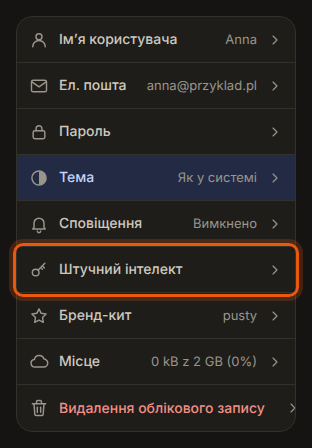 Ім’я користувача Anna
Ел. пошта anna@przyklad.pl
Пароль
Тема Як у системі
Сповіщення Вимкнено
Штучний інтелект
Бренд-кит pusty
Місце 0 kB z 2 GB (0%)
Видалення облікового запису